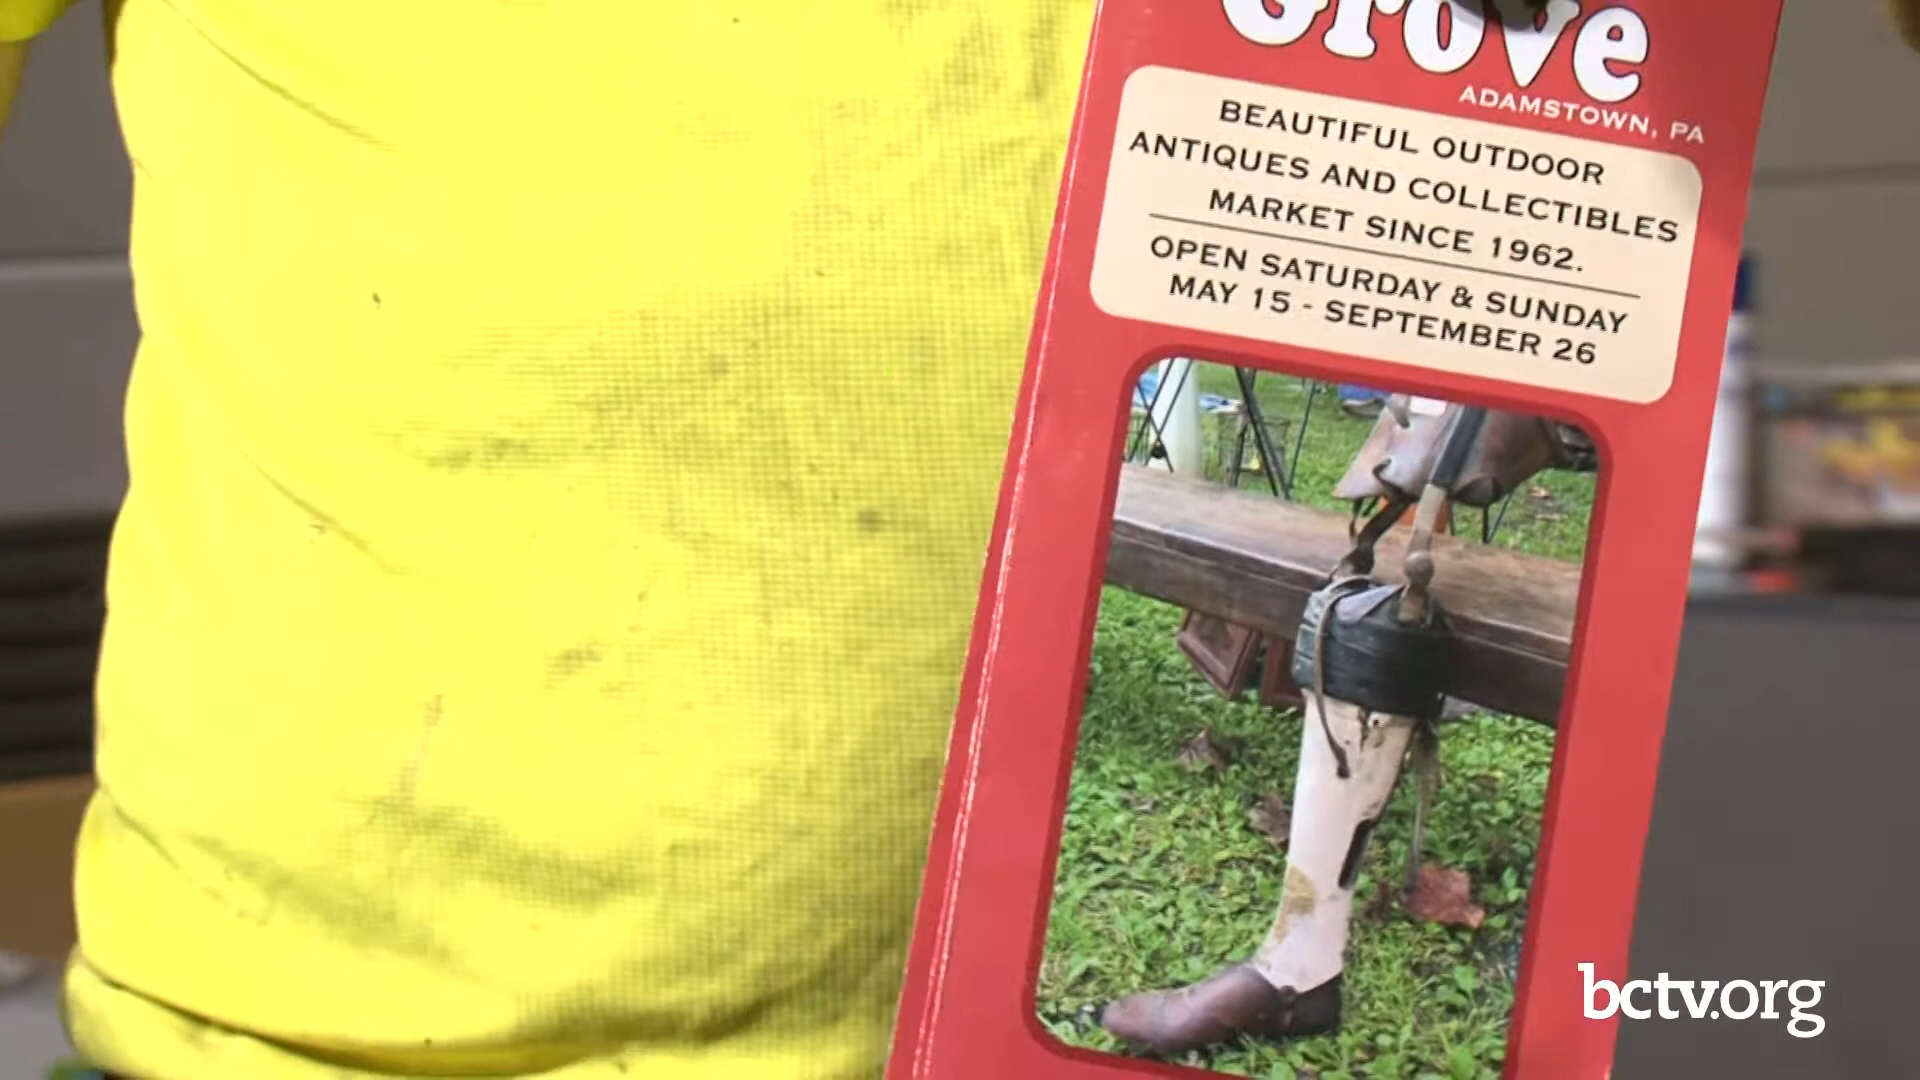 Grove
ADAMSTOWN, PA
BEAUTIFUL OUTDOOR
ANTIQUES AND COLLECTIBLES
MARKET SINCE 1962.
OPEN SATURDAY & SUNDAY
MAY 15 - SEPTEMBER 26
bctv.org